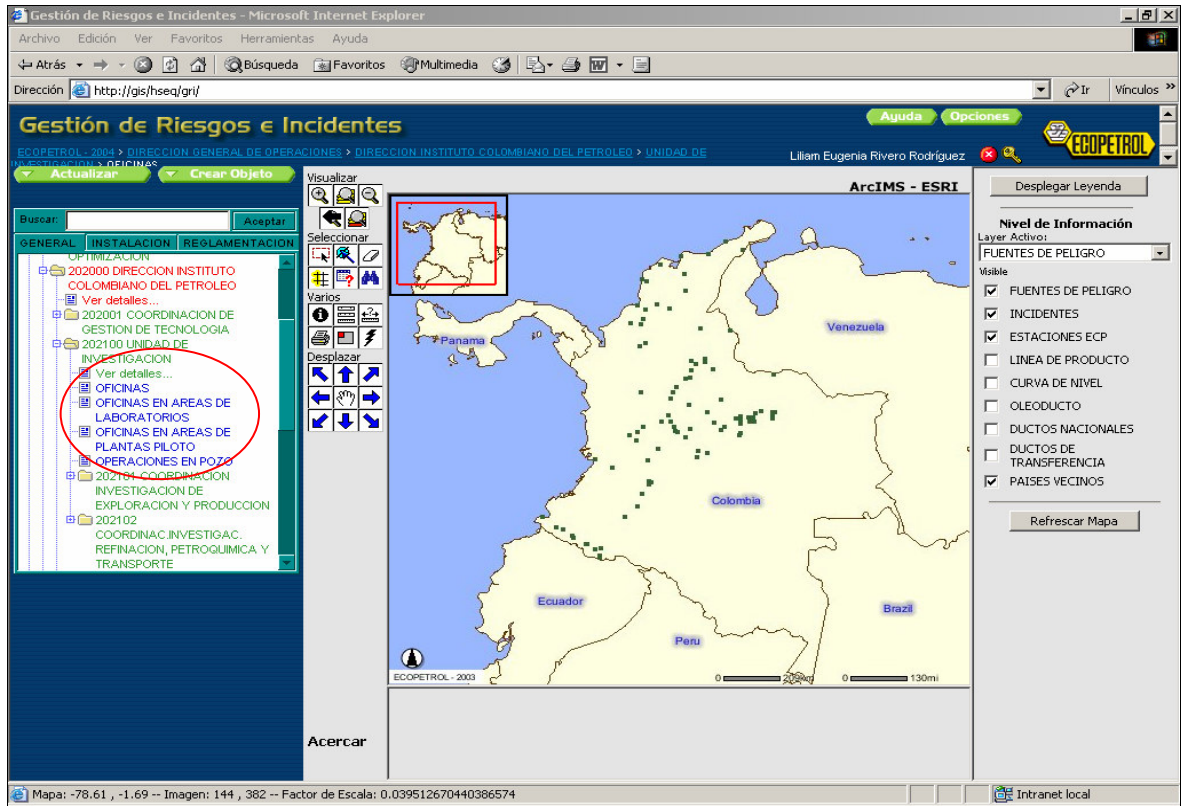 Gestión de Riesgos e Incidentes - Microsoft Internet Explorer
Archivo Edición Ver Favoritos Herramientas Ayuda
Atrás Búsqueda Favoritos Multimedia
Dirección http://gis/hseq/gri/ Ir Vínculos »
Gestión de Riesgos e Incidentes
Ayuda Opciones
ECOPETROL
ECOPETROL - 2004 > DIRECCION GENERAL DE OPERACIONES > DIRECCION INSTITUTO COLOMBIANO DEL PETROLEO > UNIDAD DE
INVESTIGACION > OFICINAS
Liliam Eugenia Rivero Rodríguez
Actualizar Crear Objeto
Buscar: Aceptar
GENERAL INSTALACION REGLAMENTACION
OPTIMIZACION
202000 DIRECCION INSTITUTO
COLOMBIANO DEL PETROLEO
Ver detalles...
202001 COORDINACION DE
GESTION DE TECNOLOGIA
202100 UNIDAD DE
INVESTIGACION
Ver detalles...
OFICINAS
OFICINAS EN AREAS DE
LABORATORIOS
OFICINAS EN AREAS DE
PLANTAS PILOTO
OPERACIONES EN POZO
202101 COORDINACION
INVESTIGACION DE
EXPLORACION Y PRODUCCION
202102
COORDINAC.INVESTIGAC.
REFINACION, PETROQUIMICA Y
TRANSPORTE
Visualizar
Seleccionar
Varios
Desplazar
Acercar
ArcIMS - ESRI
Panama
Venezuela
Colombia
Ecuador
Peru
Brazil
ECOPETROL - 2003
0 209Km 0 130mi
Desplegar Leyenda
Nivel de Información
Layer Activo:
FUENTES DE PELIGRO
Visible
FUENTES DE PELIGRO
INCIDENTES
ESTACIONES ECP
LINEA DE PRODUCTO
CURVA DE NIVEL
OLEODUCTO
DUCTOS NACIONALES
DUCTOS DE
TRANSFERENCIA
PAISES VECINOS
Refrescar Mapa
Mapa: -78.61 , -1.69 -- Imagen: 144 , 382 -- Factor de Escala: 0.039512670440386574
Intranet local